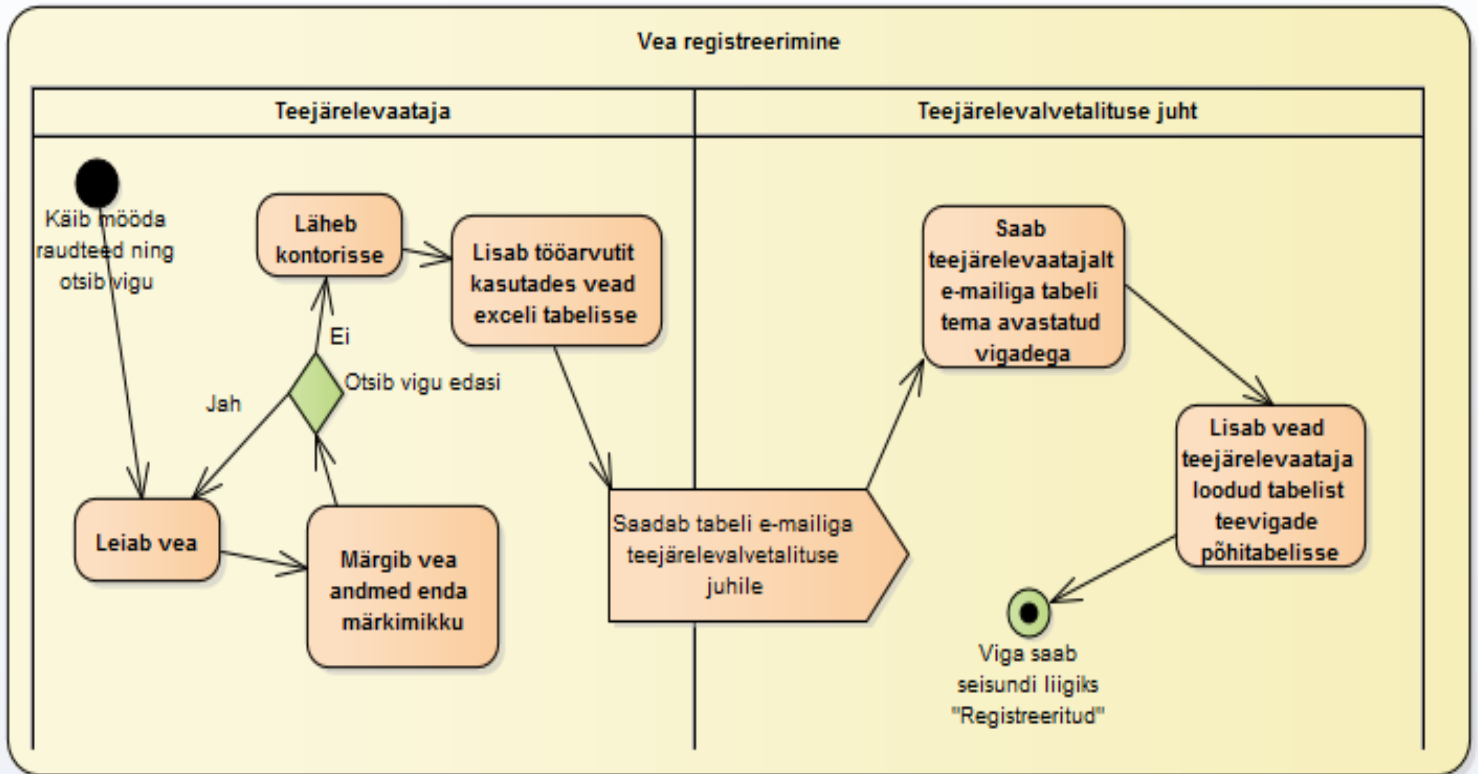 Vea registreerimine
Teejärelevaataja
Teejärelevalvetalituse juht
Käib mööda
raudteed ning
otsib vigu
Läheb
kontorisse
Lisab tööarvutit
kasutades vead
exceli tabelisse
Ei
Otsib vigu edasi
Jah
Leiab vea
Märgib vea
andmed enda
märkimikku
Saadab tabeli e-mailiga
teejärelevalvetalituse
juhile
Saab
teejärelevaatajalt
e-mailiga tabeli
tema avastatud
vigadega
Lisab vead
teejärelevaataja
loodud tabelist
teevigade
põhitabelisse
Viga saab
seisundi liigiks
"Registreeritud"